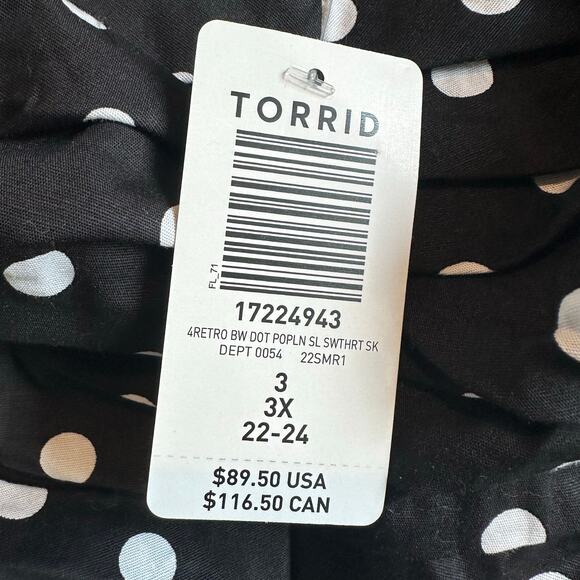 TORRID
FL_71
17224943
4RETRO BW DOT POPLN SL SWTHRT SK
DEPT 0054 22SMR1
3
3X
22-24
$89.50 USA
$116.50 CAN